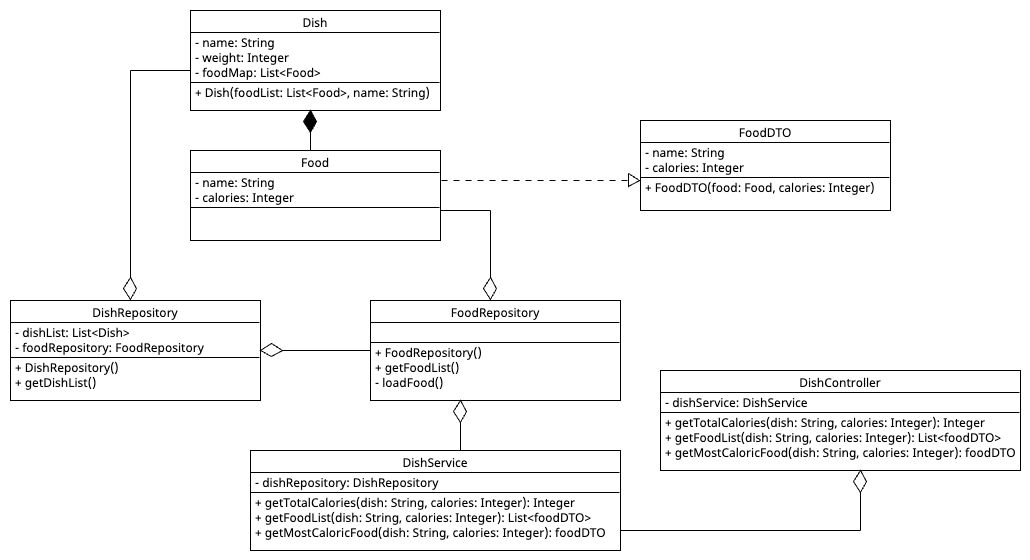 Dish
- name: String
- weight: Integer
- foodMap: List<Food>
+ Dish(foodList: List<Food>, name: String)
Food
- name: String
- calories: Integer
FoodDTO
- name: String
- calories: Integer
+ FoodDTO(food: Food, calories: Integer)
DishRepository
- dishList: List<Dish>
- foodRepository: FoodRepository
+ DishRepository()
+ getDishList()
FoodRepository
+ FoodRepository()
+ getFoodList()
- loadFood()
DishController
- dishService: DishService
+ getTotalCalories(dish: String, calories: Integer): Integer
+ getFoodList(dish: String, calories: Integer): List<foodDTO>
+ getMostCaloricFood(dish: String, calories: Integer): foodDTO
DishService
- dishRepository: DishRepository
+ getTotalCalories(dish: String, calories: Integer): Integer
+ getFoodList(dish: String, calories: Integer): List<foodDTO>
+ getMostCaloricFood(dish: String, calories: Integer): foodDTO